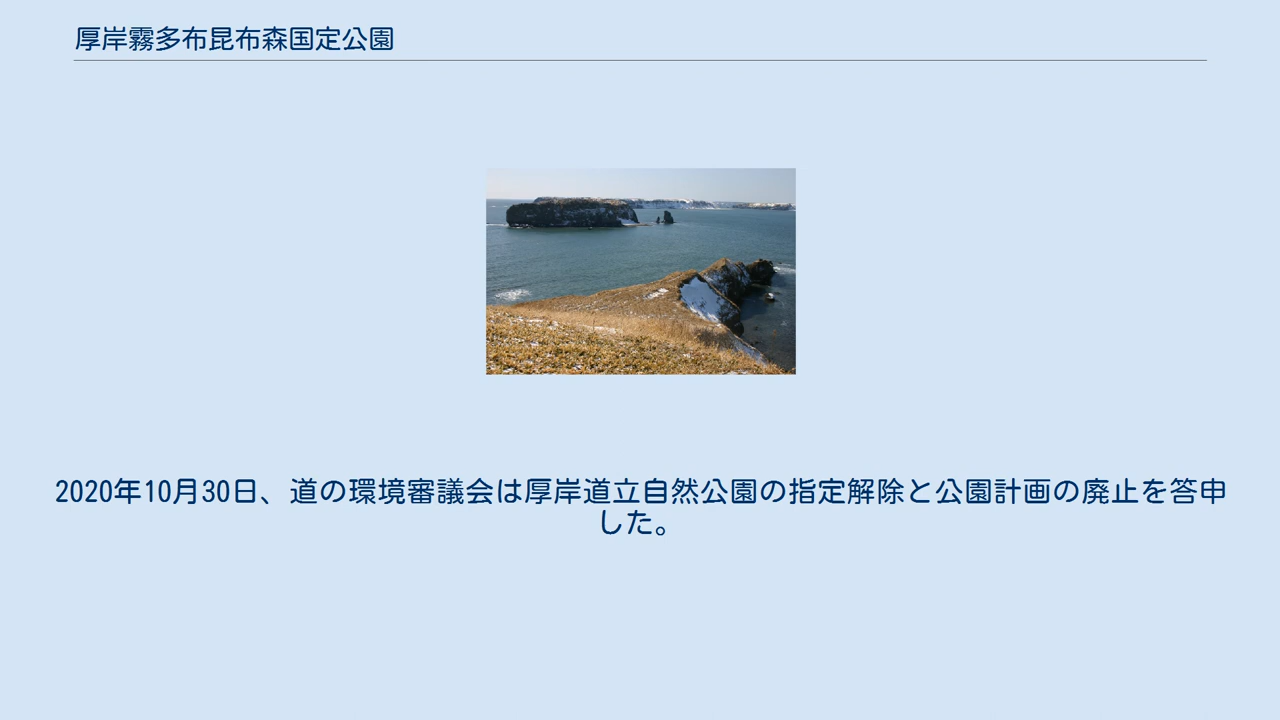 厚岸霧多布昆布森国定公園
2020年10月30日、道の環境審議会は厚岸道立自然公園の指定解除と公園計画の廃止を答申
した。